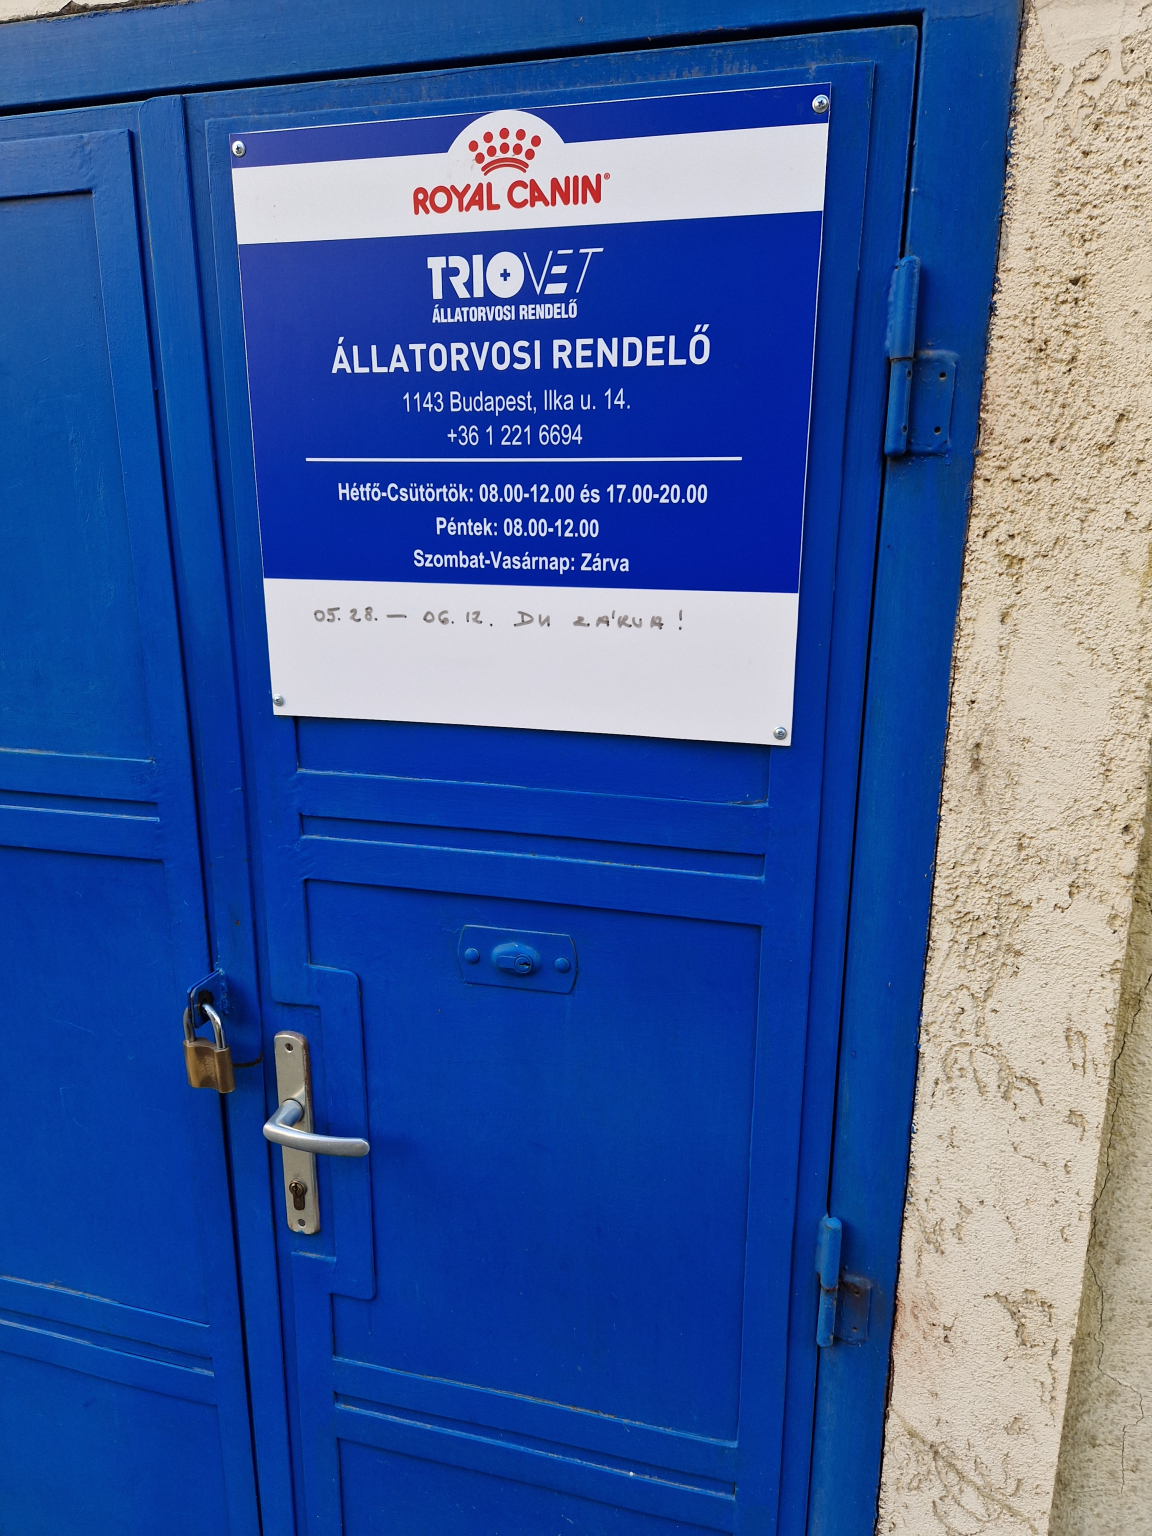 ROYAL CANIN®
TRIOVET
ÁLLATORVOSI RENDELŐ
ÁLLATORVOSI RENDELŐ
1143 Budapest, Ilka u. 14.
+36 1 221 6694
Hétfő-Csütörtök: 08.00-12.00 és 17.00-20.00
Péntek: 08.00-12.00
Szombat-Vasárnap: Zárva
05. 28. — 06. 12. DU ZÁRVA!